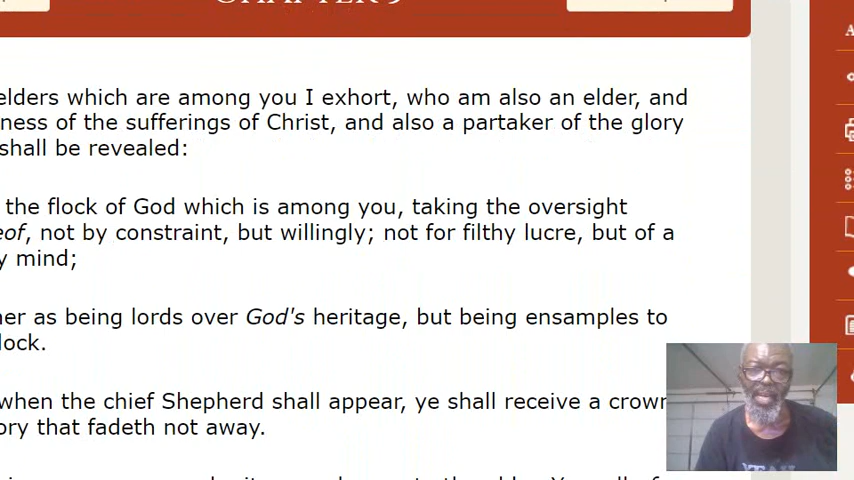 elders which are among you I exhort, who am also an elder, and
ness of the sufferings of Christ, and also a partaker of the glory
shall be revealed:
the flock of God which is among you, taking the oversight
eof, not by constraint, but willingly; not for filthy lucre, but of a
y mind;
her as being lords over God's heritage, but being ensamples to
lock.
when the chief Shepherd shall appear, ye shall receive a crown
ory that fadeth not away.